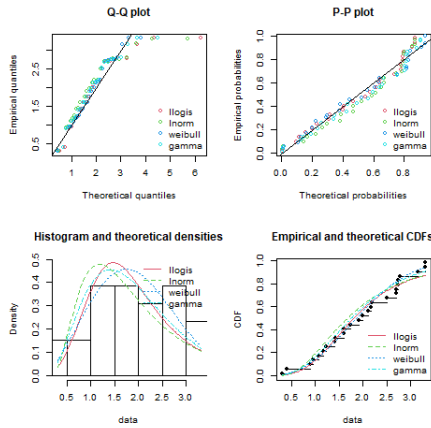 Q-Q plot
Empirical quantiles
0.5 1.5 2.5
llogis
lnorm
weibull
gamma
0 1 2 3 4 5 6
Theoretical quantiles
P-P plot
Empirical probabilities
0.0 0.2 0.4 0.6 0.8 1.0
llogis
lnorm
weibull
gamma
0.0 0.2 0.4 0.6 0.8
Theoretical probabilities
Histogram and theoretical densities
Density
0.0 0.1 0.2 0.3 0.4 0.5
llogis
lnorm
weibull
gamma
0.5 1.0 1.5 2.0 2.5 3.0
data
Empirical and theoretical CDFs
CDF
0.0 0.2 0.4 0.6 0.8 1.0
llogis
lnorm
weibull
gamma
0.5 1.0 1.5 2.0 2.5 3.0
data